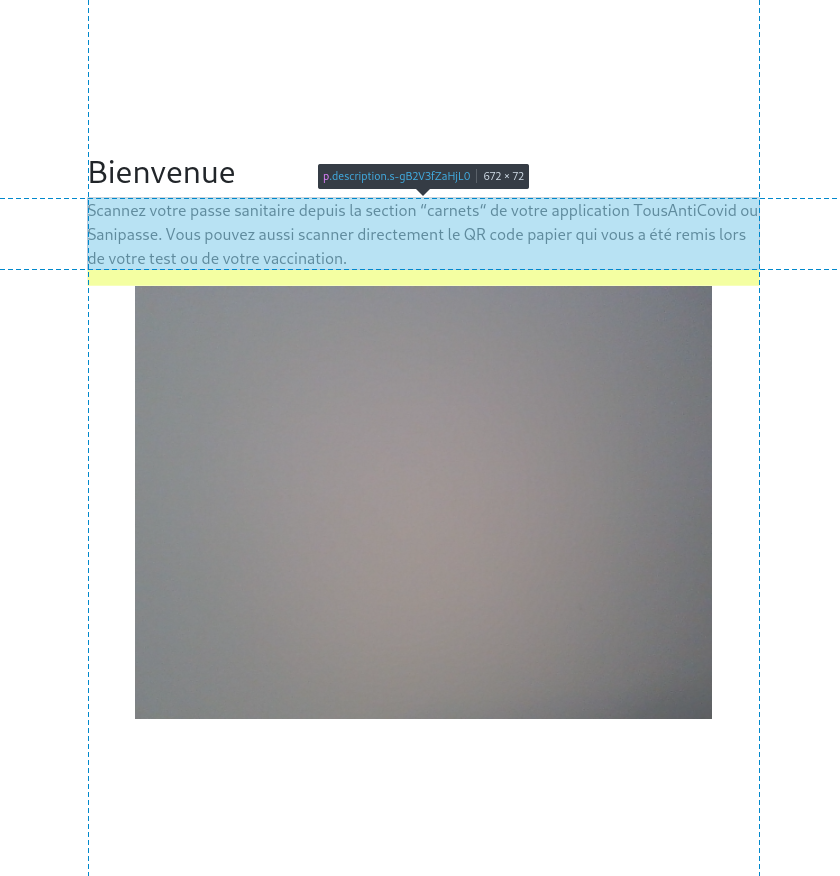 Bienvenue
p.description.s-gB2V3fZaHjL0 672 × 72
Scannez votre passe sanitaire depuis la section “carnets“ de votre application TousAntiCovid ou
Sanipasse. Vous pouvez aussi scanner directement le QR code papier qui vous a été remis lors
de votre test ou de votre vaccination.